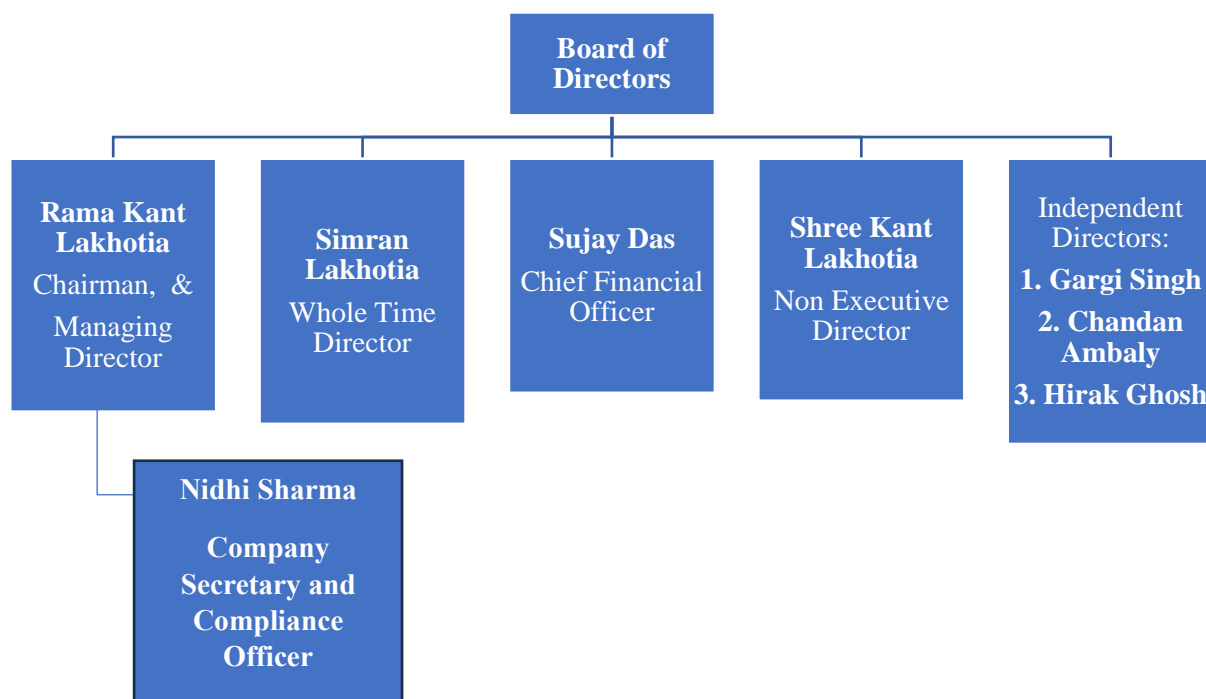 Board of
Directors
Rama Kant
Lakhotia
Chairman, &
Managing
Director
Simran
Lakhotia
Whole Time
Director
Sujay Das
Chief Financial
Officer
Shree Kant
Lakhotia
Non Executive
Director
Independent
Directors:
1. Gargi Singh
2. Chandan
Ambaly
3. Hirak Ghosh
Nidhi Sharma
Company
Secretary and
Compliance
Officer